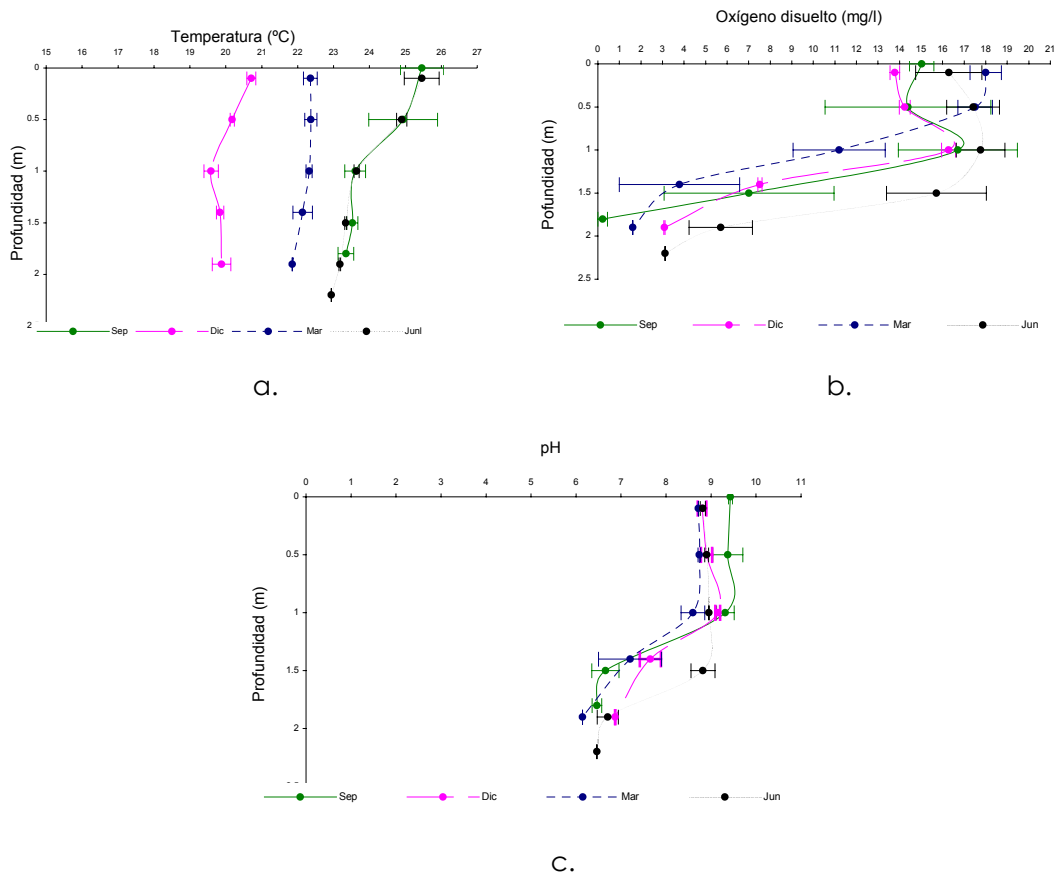 Temperatura (ºC)
15 16 17 18 19 20 21 22 23 24 25 26 27
0
0.5
1
1.5
2
2
Profundidad (m)
Sep Dic Mar Junl
a.
Oxígeno disuelto (mg/l)
0 1 2 3 4 5 6 7 8 9 10 11 12 13 14 15 16 17 18 19 20 21
0
0.5
1
1.5
2
2.5
Pofundidad (m)
Sep Dic Mar Jun
b.
pH
0 1 2 3 4 5 6 7 8 9 10 11
0
0.5
1
1.5
2
Profundidad (m)
Sep Dic Mar Jun
c.